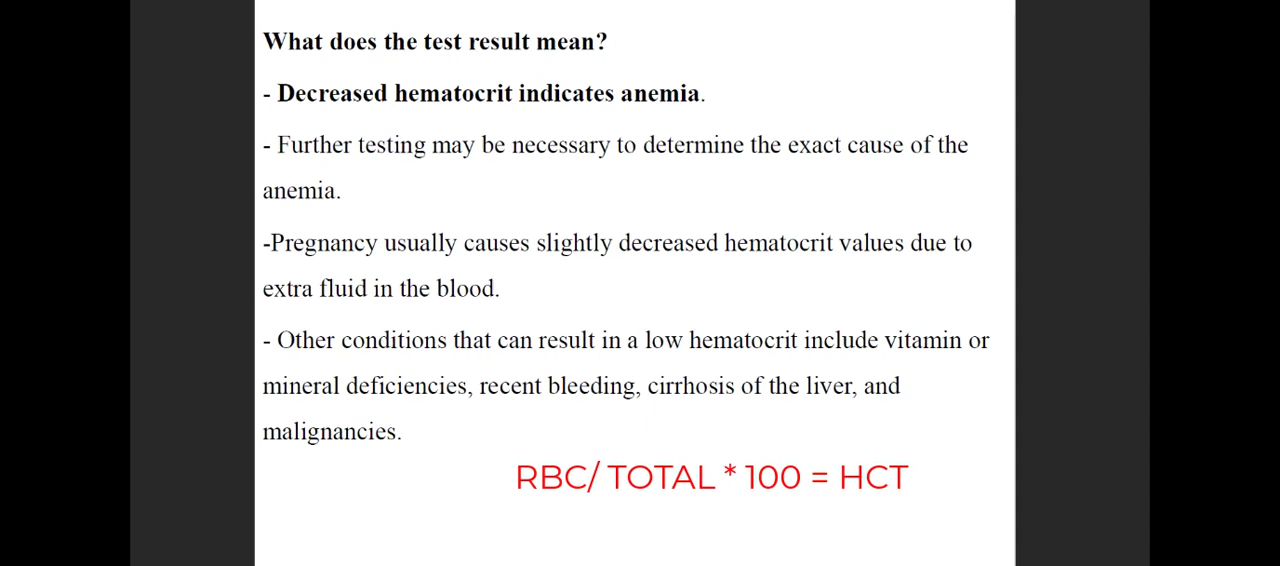 What does the test result mean?
- Decreased hematocrit indicates anemia.
- Further testing may be necessary to determine the exact cause of the
anemia.
-Pregnancy usually causes slightly decreased hematocrit values due to
extra fluid in the blood.
- Other conditions that can result in a low hematocrit include vitamin or
mineral deficiencies, recent bleeding, cirrhosis of the liver, and
malignancies.
RBC/ TOTAL * 100 = HCT